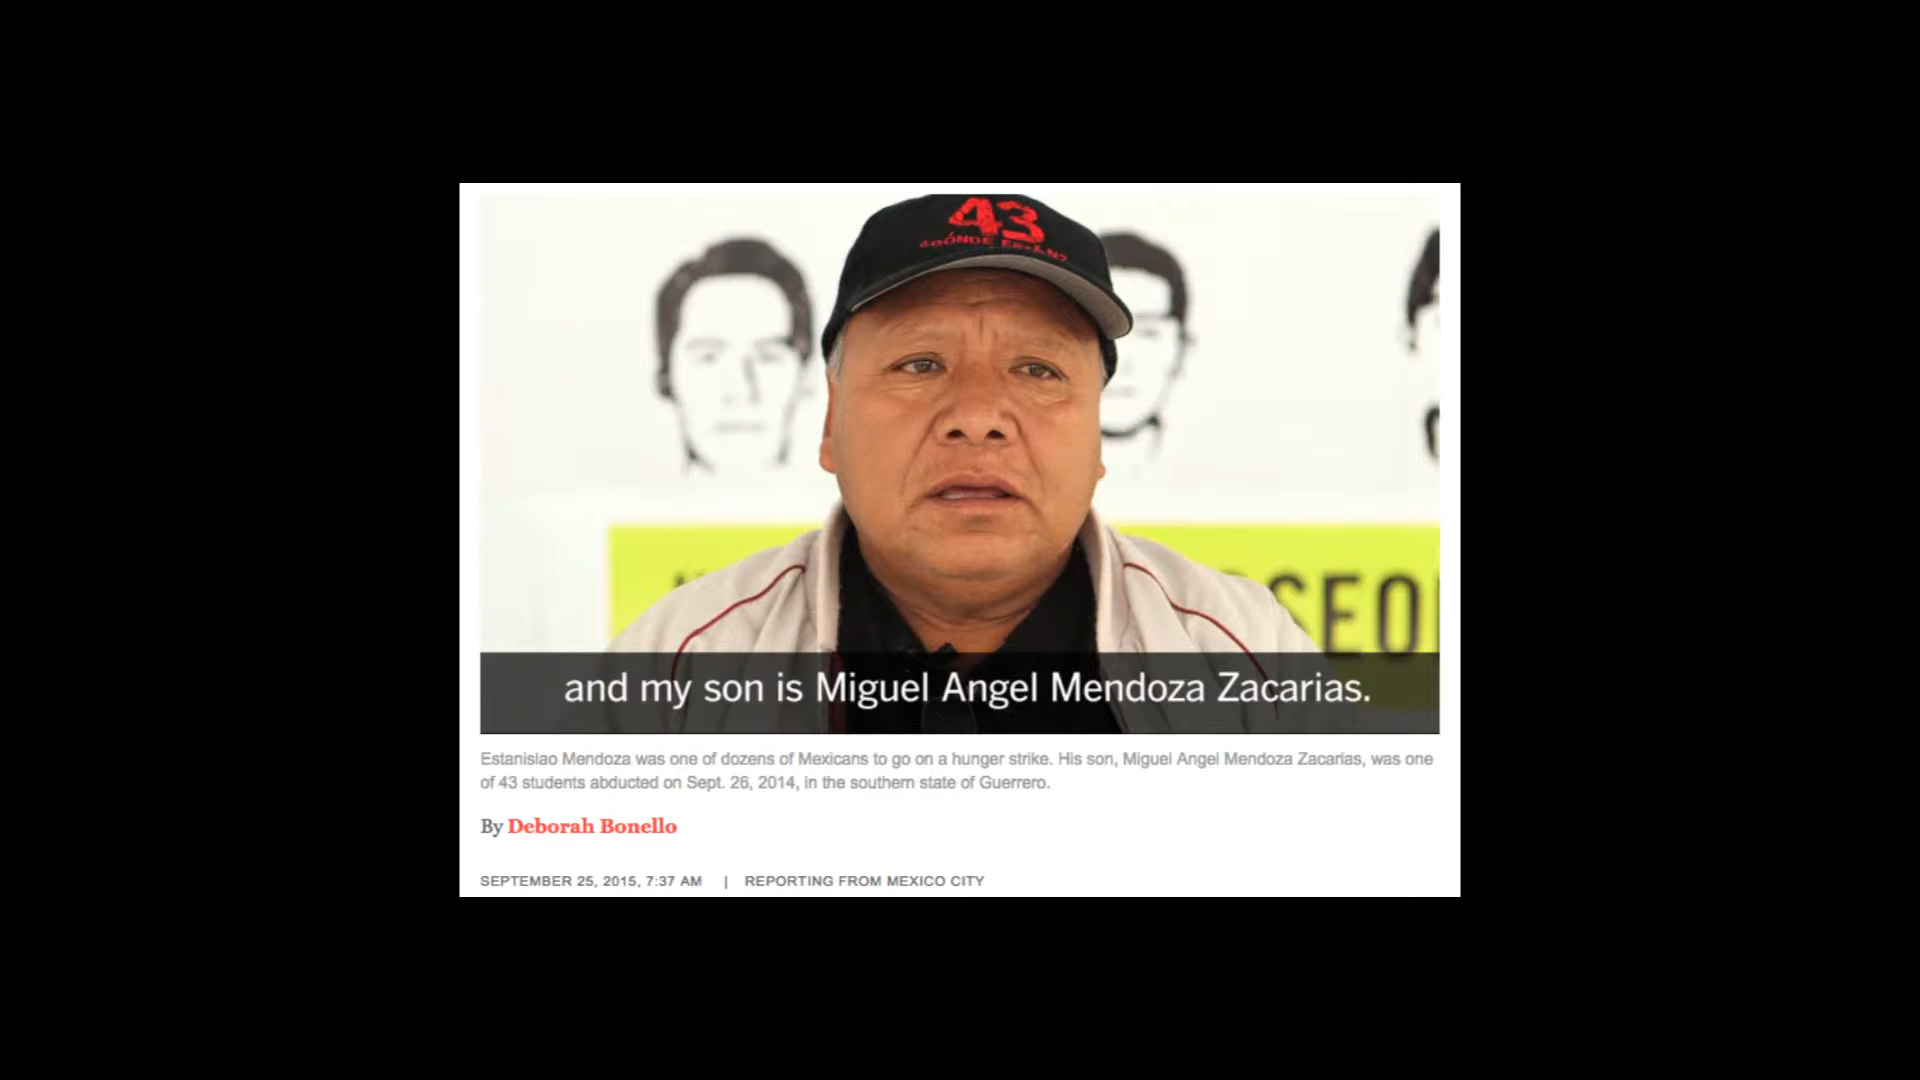 43
¿DÓNDE ESTÁN?
SEO
and my son is Miguel Angel Mendoza Zacarias.
Estanislao Mendoza was one of dozens of Mexicans to go on a hunger strike. His son, Miguel Angel Mendoza Zacarias, was one
of 43 students abducted on Sept. 26, 2014, in the southern state of Guerrero.
By Deborah Bonello
SEPTEMBER 25, 2015, 7:37 AM | REPORTING FROM MEXICO CITY